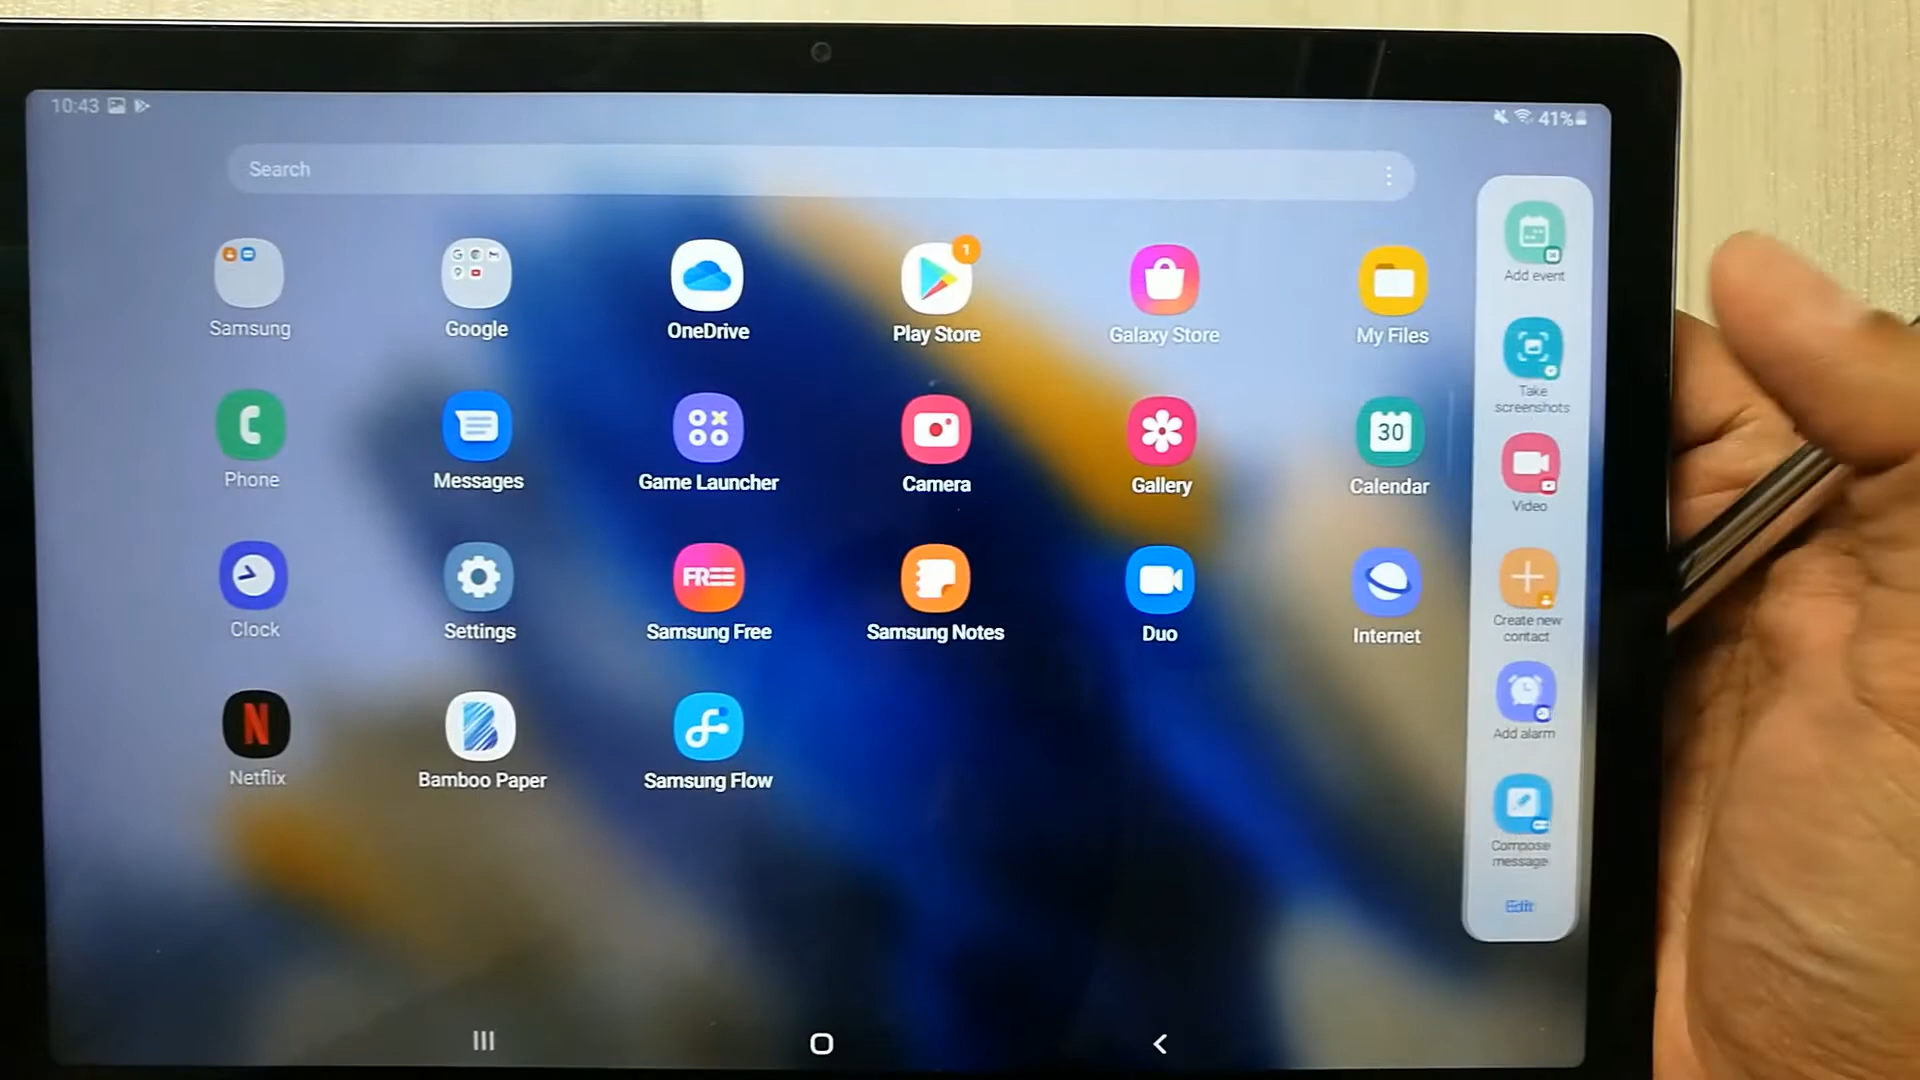 10:43
41%
Search
Samsung
Google
OneDrive
1
Play Store
Galaxy Store
My Files
Phone
Messages
Game Launcher
Camera
Gallery
30
Calendar
Clock
FREE
Settings
Samsung Free
Samsung Notes
Duo
Internet
N
Netflix
B
Bamboo Paper
Samsung Flow
Add event
Take
screenshots
Video
Create new
contact
Add alarm
Compose
message
Edit